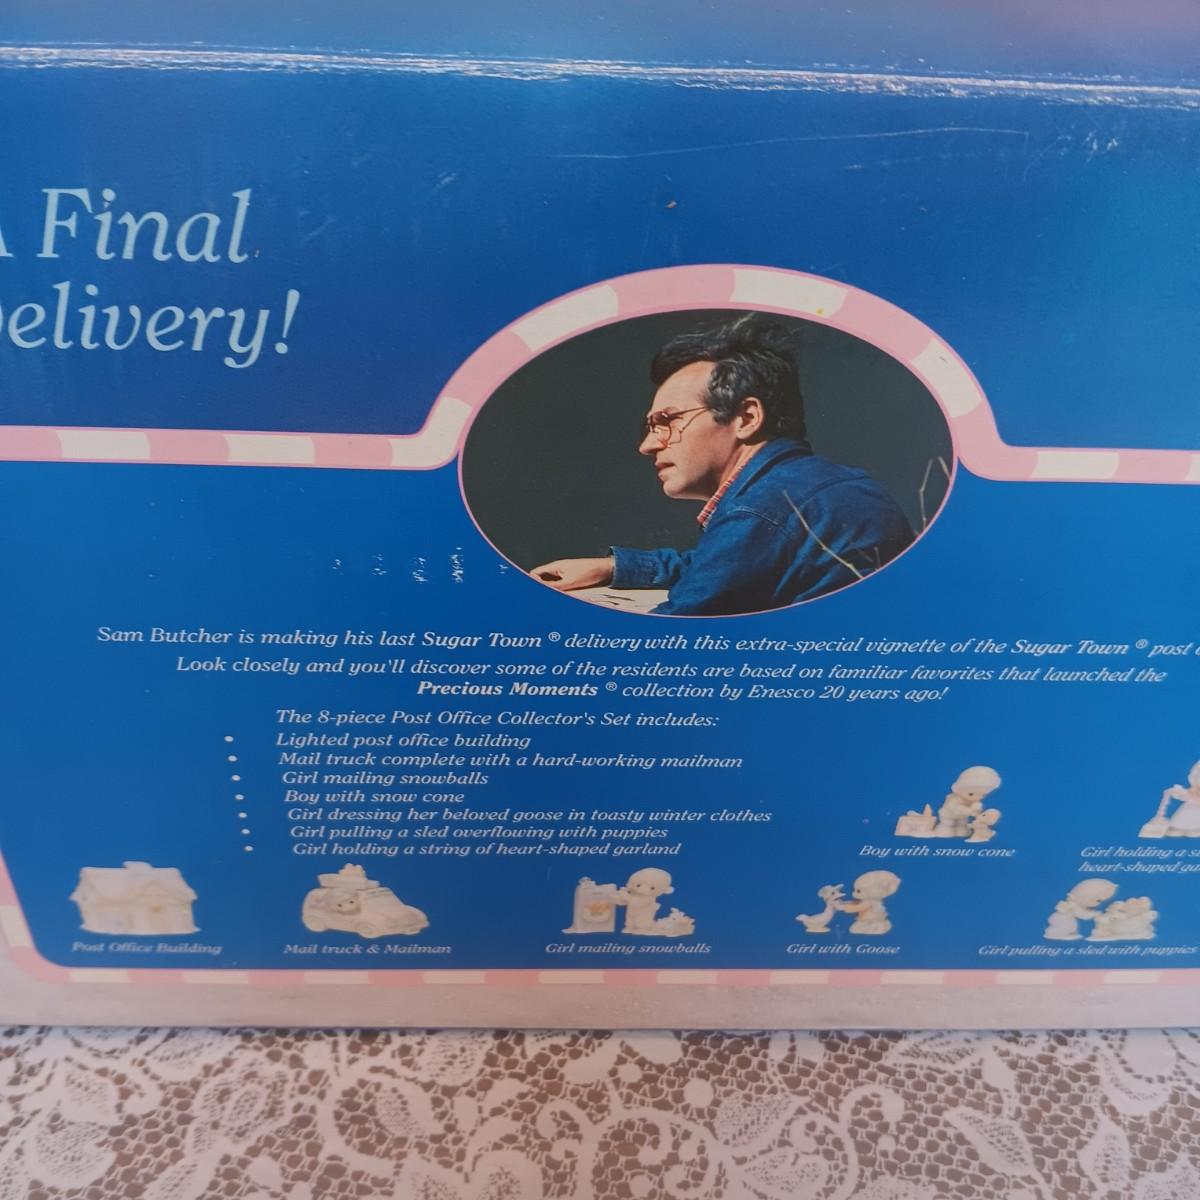 Final
elivery!
Sam Butcher is making his last Sugar Town ® delivery with this extra-special vignette of the Sugar Town ® post
Look closely and you'll discover some of the residents are based on familiar favorites that launched the
Precious Moments ® collection by Enesco 20 years ago!
The 8-piece Post Office Collector's Set includes:
• Lighted post office building
• Mail truck complete with a hard-working mailman
• Girl mailing snowballs
• Boy with snow cone
• Girl dressing her beloved goose in toasty winter clothes
• Girl pulling a sled overflowing with puppies
• Girl holding a string of heart-shaped garland
Boy with snow cone
Girl holding a s
heart-shaped ga
Post Office Building
Mail truck & Mailman
Girl mailing snowballs
Girl with Goose
Girl pulling a sled with puppies